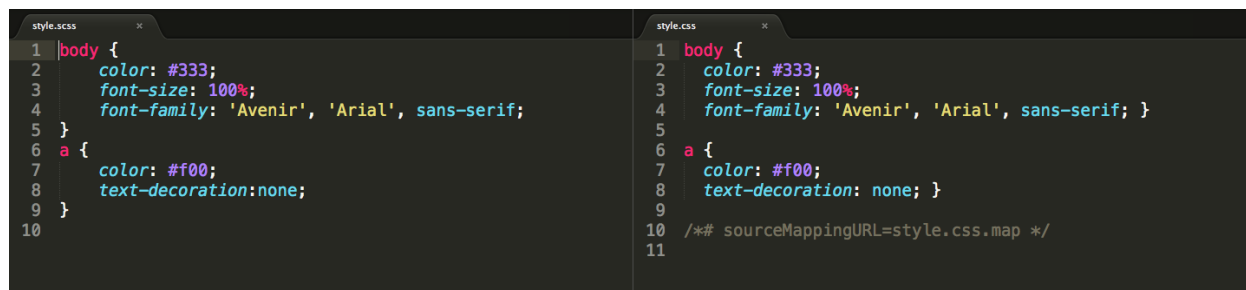 style.scss ×
1 body {
2     color: #333;
3     font-size: 100%;
4     font-family: 'Avenir', 'Arial', sans-serif;
5 }
6 a {
7     color: #f00;
8     text-decoration:none;
9 }
10
style.css ×
1 body {
2   color: #333;
3   font-size: 100%;
4   font-family: 'Avenir', 'Arial', sans-serif; }
5
6 a {
7   color: #f00;
8   text-decoration: none; }
9
10 /*# sourceMappingURL=style.css.map */
11